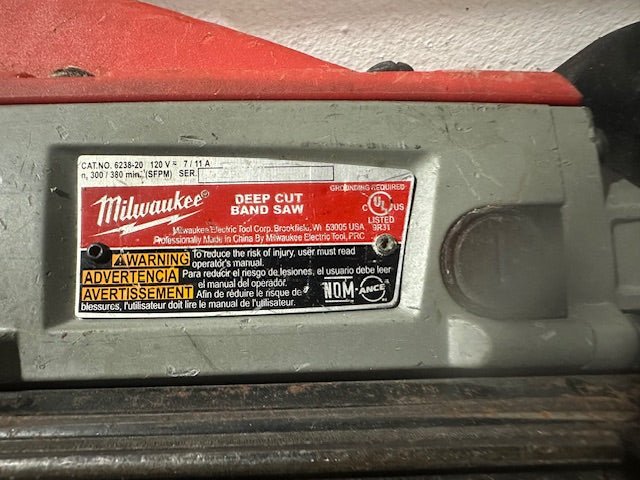 CAT.NO. 6238-20 120 V ⎓ 7 / 11 A
n, 300 / 380 min. (SFPM) SER.
GROUNDING REQUIRED
Milwaukee®
DEEP CUT
BAND SAW
C UL US
LISTED
9R31
Milwaukee Electric Tool Corp. Brookfield, WI 53005 USA
Professionally Made in China By Milwaukee Electric Tool, PRC
WARNING To reduce the risk of injury, user must read
operator's manual.
ADVERTENCIA Para reducir el riesgo de lesiones, el usuario debe leer
el manual del operador.
AVERTISSEMENT Afin de réduire le risque de
blessures, l'utilisateur doit lire le manual de l'utilisateur.
NOM-ANCE